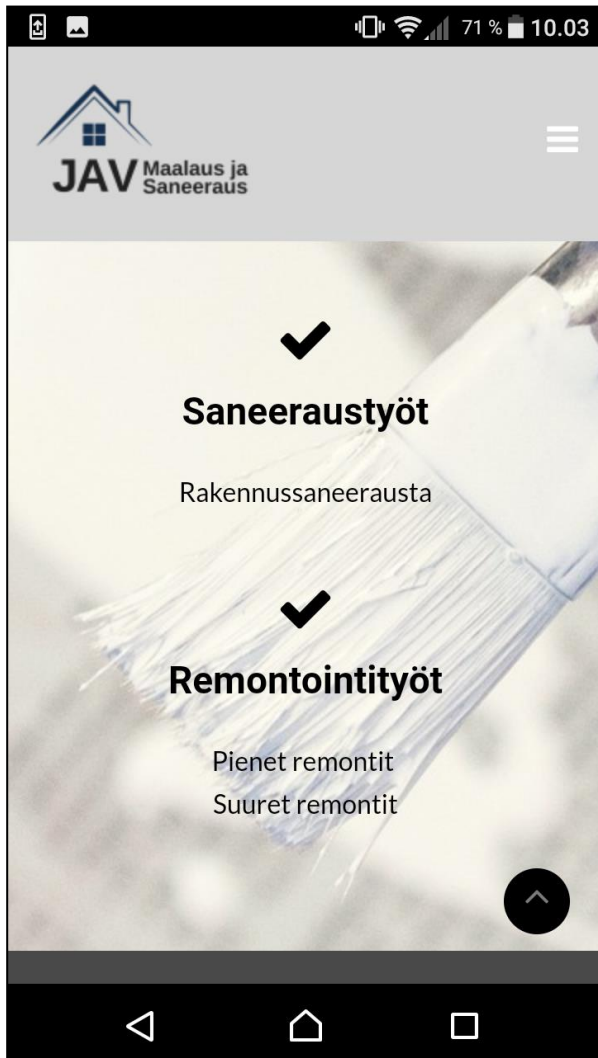 71 % 10.03
JAV Maalaus ja
Saneeraus
Saneeraustyöt
Rakennussaneerausta
Remontointityöt
Pienet remontit
Suuret remontit